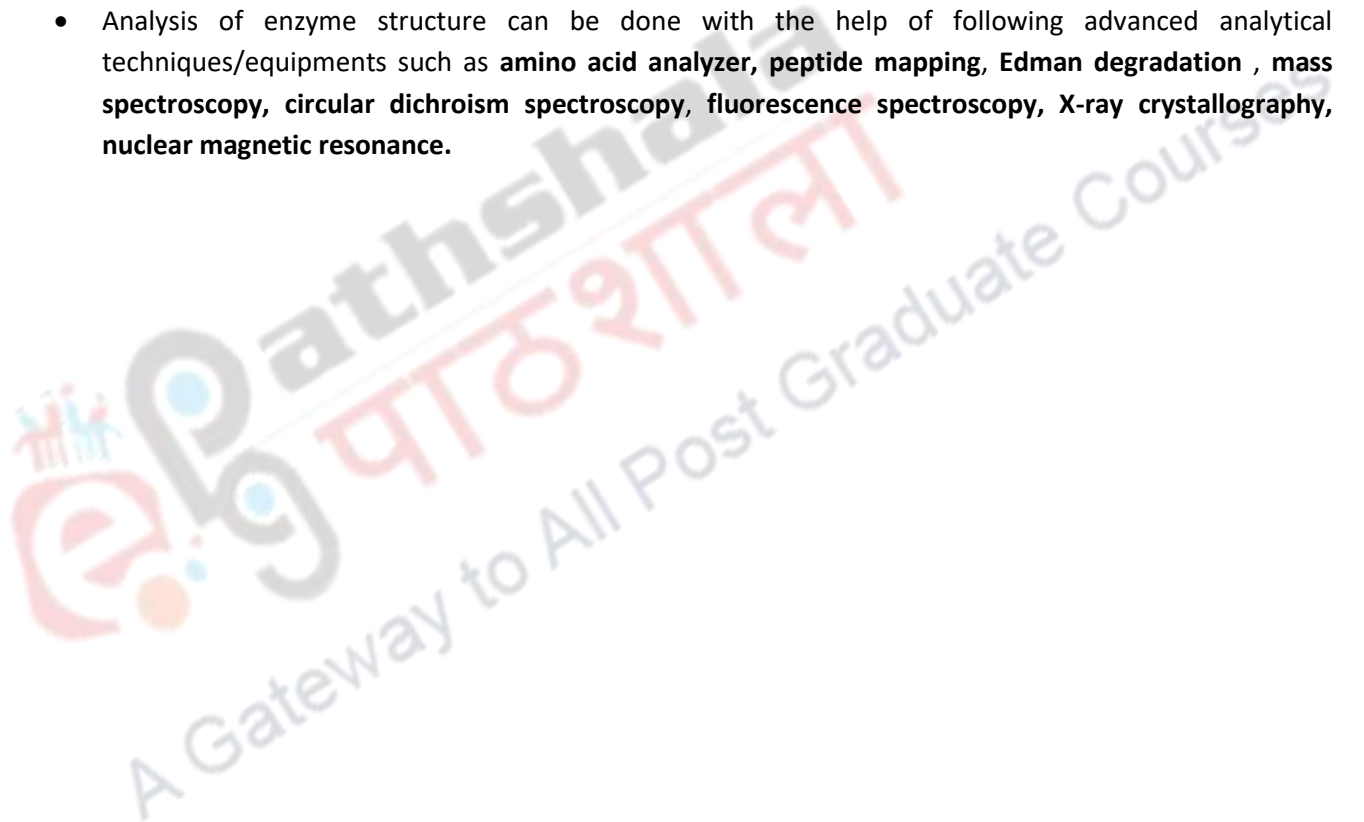 • Analysis of enzyme structure can be done with the help of following advanced analytical
techniques/equipments such as amino acid analyzer, peptide mapping, Edman degradation , mass
spectroscopy, circular dichroism spectroscopy, fluorescence spectroscopy, X-ray crystallography,
nuclear magnetic resonance.
e
pg
Pathshala
पाठशाला
A Gateway to All Post Graduate Courses